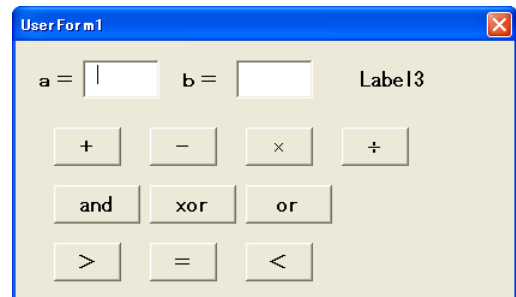 UserForm1
a = b = Label3
+ − × ÷
and xor or
> = <